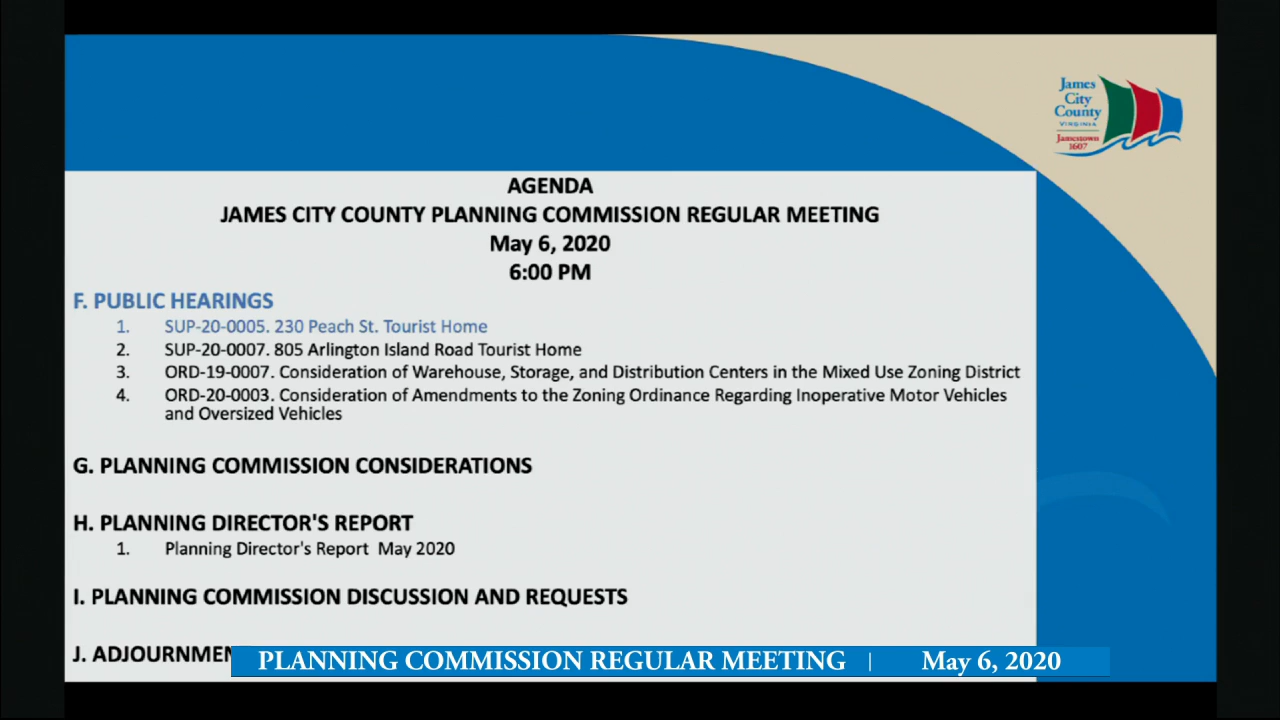 James
City
County
VIRGINIA
Jamestown
1607
AGENDA
JAMES CITY COUNTY PLANNING COMMISSION REGULAR MEETING
May 6, 2020
6:00 PM
F. PUBLIC HEARINGS
1. SUP-20-0005. 230 Peach St. Tourist Home
2. SUP-20-0007. 805 Arlington Island Road Tourist Home
3. ORD-19-0007. Consideration of Warehouse, Storage, and Distribution Centers in the Mixed Use Zoning District
4. ORD-20-0003. Consideration of Amendments to the Zoning Ordinance Regarding Inoperative Motor Vehicles
and Oversized Vehicles
G. PLANNING COMMISSION CONSIDERATIONS
H. PLANNING DIRECTOR'S REPORT
1. Planning Director's Report May 2020
I. PLANNING COMMISSION DISCUSSION AND REQUESTS
J. ADJOURNMEN
PLANNING COMMISSION REGULAR MEETING | May 6, 2020